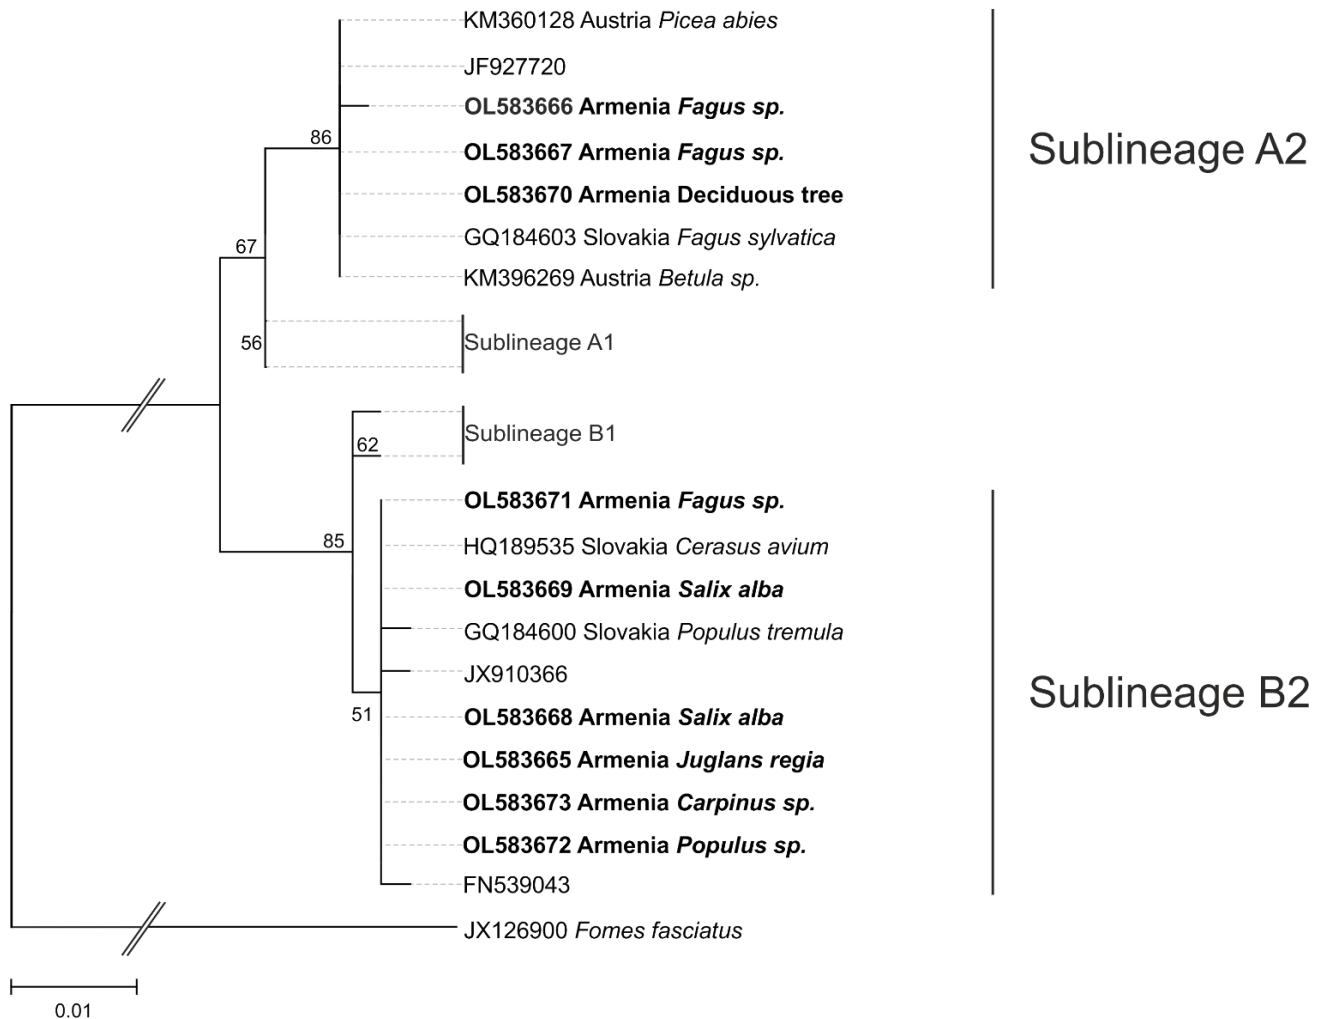 KM360128 Austria Picea abies
JF927720
OL583666 Armenia Fagus sp.
86
OL583667 Armenia Fagus sp.
Sublineage A2
OL583670 Armenia Deciduous tree
GQ184603 Slovakia Fagus sylvatica
67
KM396269 Austria Betula sp.
56
Sublineage A1
Sublineage B1
62
OL583671 Armenia Fagus sp.
85
HQ189535 Slovakia Cerasus avium
OL583669 Armenia Salix alba
GQ184600 Slovakia Populus tremula
JX910366
Sublineage B2
51
OL583668 Armenia Salix alba
OL583665 Armenia Juglans regia
OL583673 Armenia Carpinus sp.
OL583672 Armenia Populus sp.
FN539043
JX126900 Fomes fasciatus
0.01